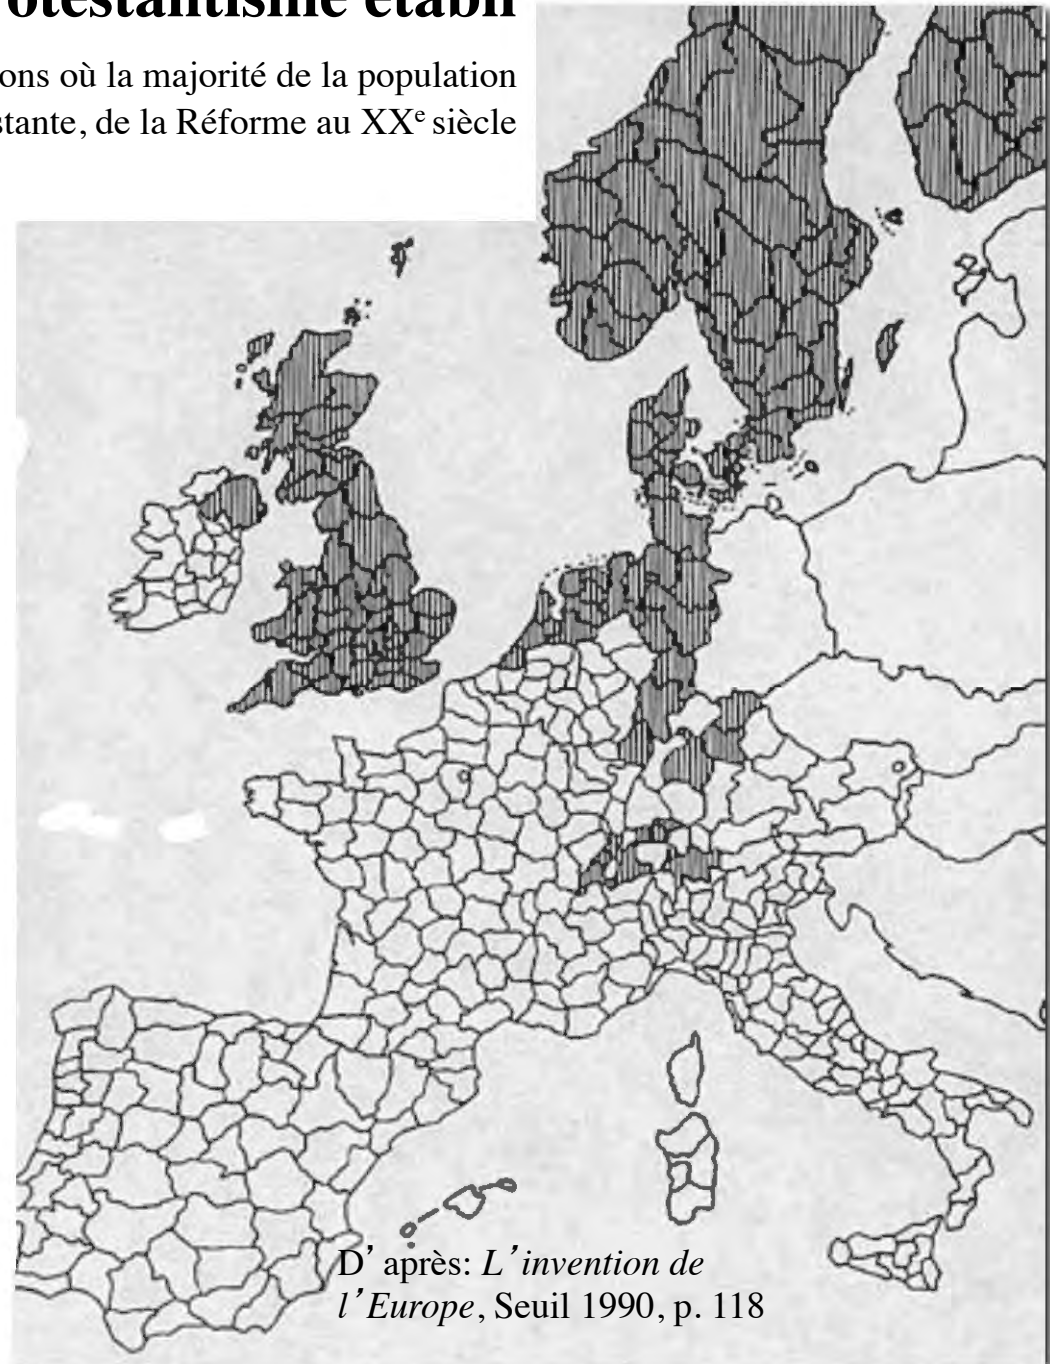 otestantisme établi
ons où la majorité de la population
stante, de la Réforme au XXe siècle
D’après: L’invention de
l’Europe, Seuil 1990, p. 118